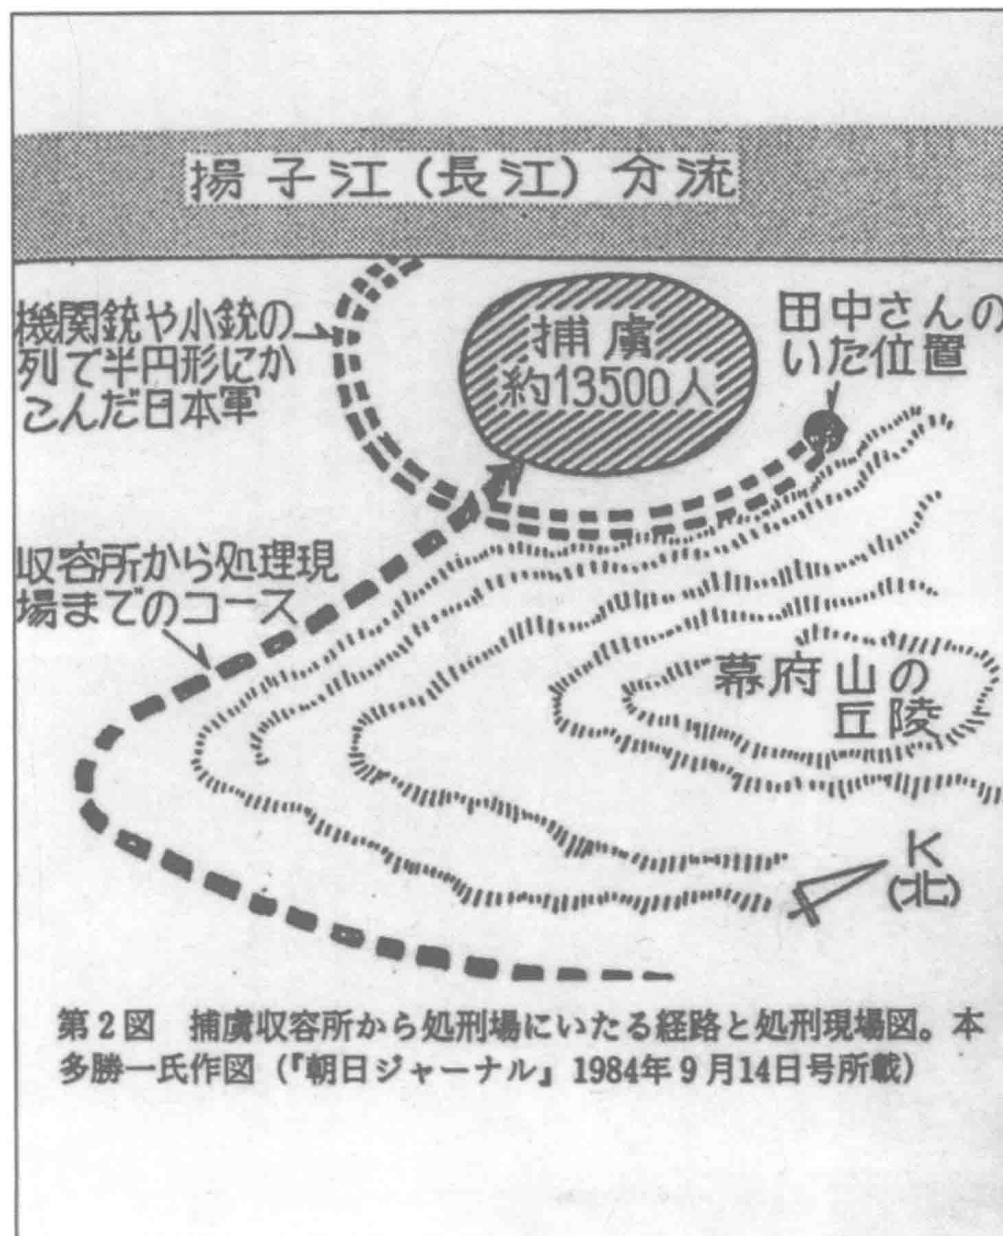 揚子江(長江)分流
機関銃や小銃の
列で半円形にか
こんだ日本軍
捕虜
約13500人
田中さんの
いた位置
収容所から処理現
場までのコース
幕府山の
丘陵
K
(北)
第2図 捕虜収容所から処刑場にいたる経路と処刑現場図。本
多勝一氏作図(『朝日ジャーナル』1984年9月14日号所載)